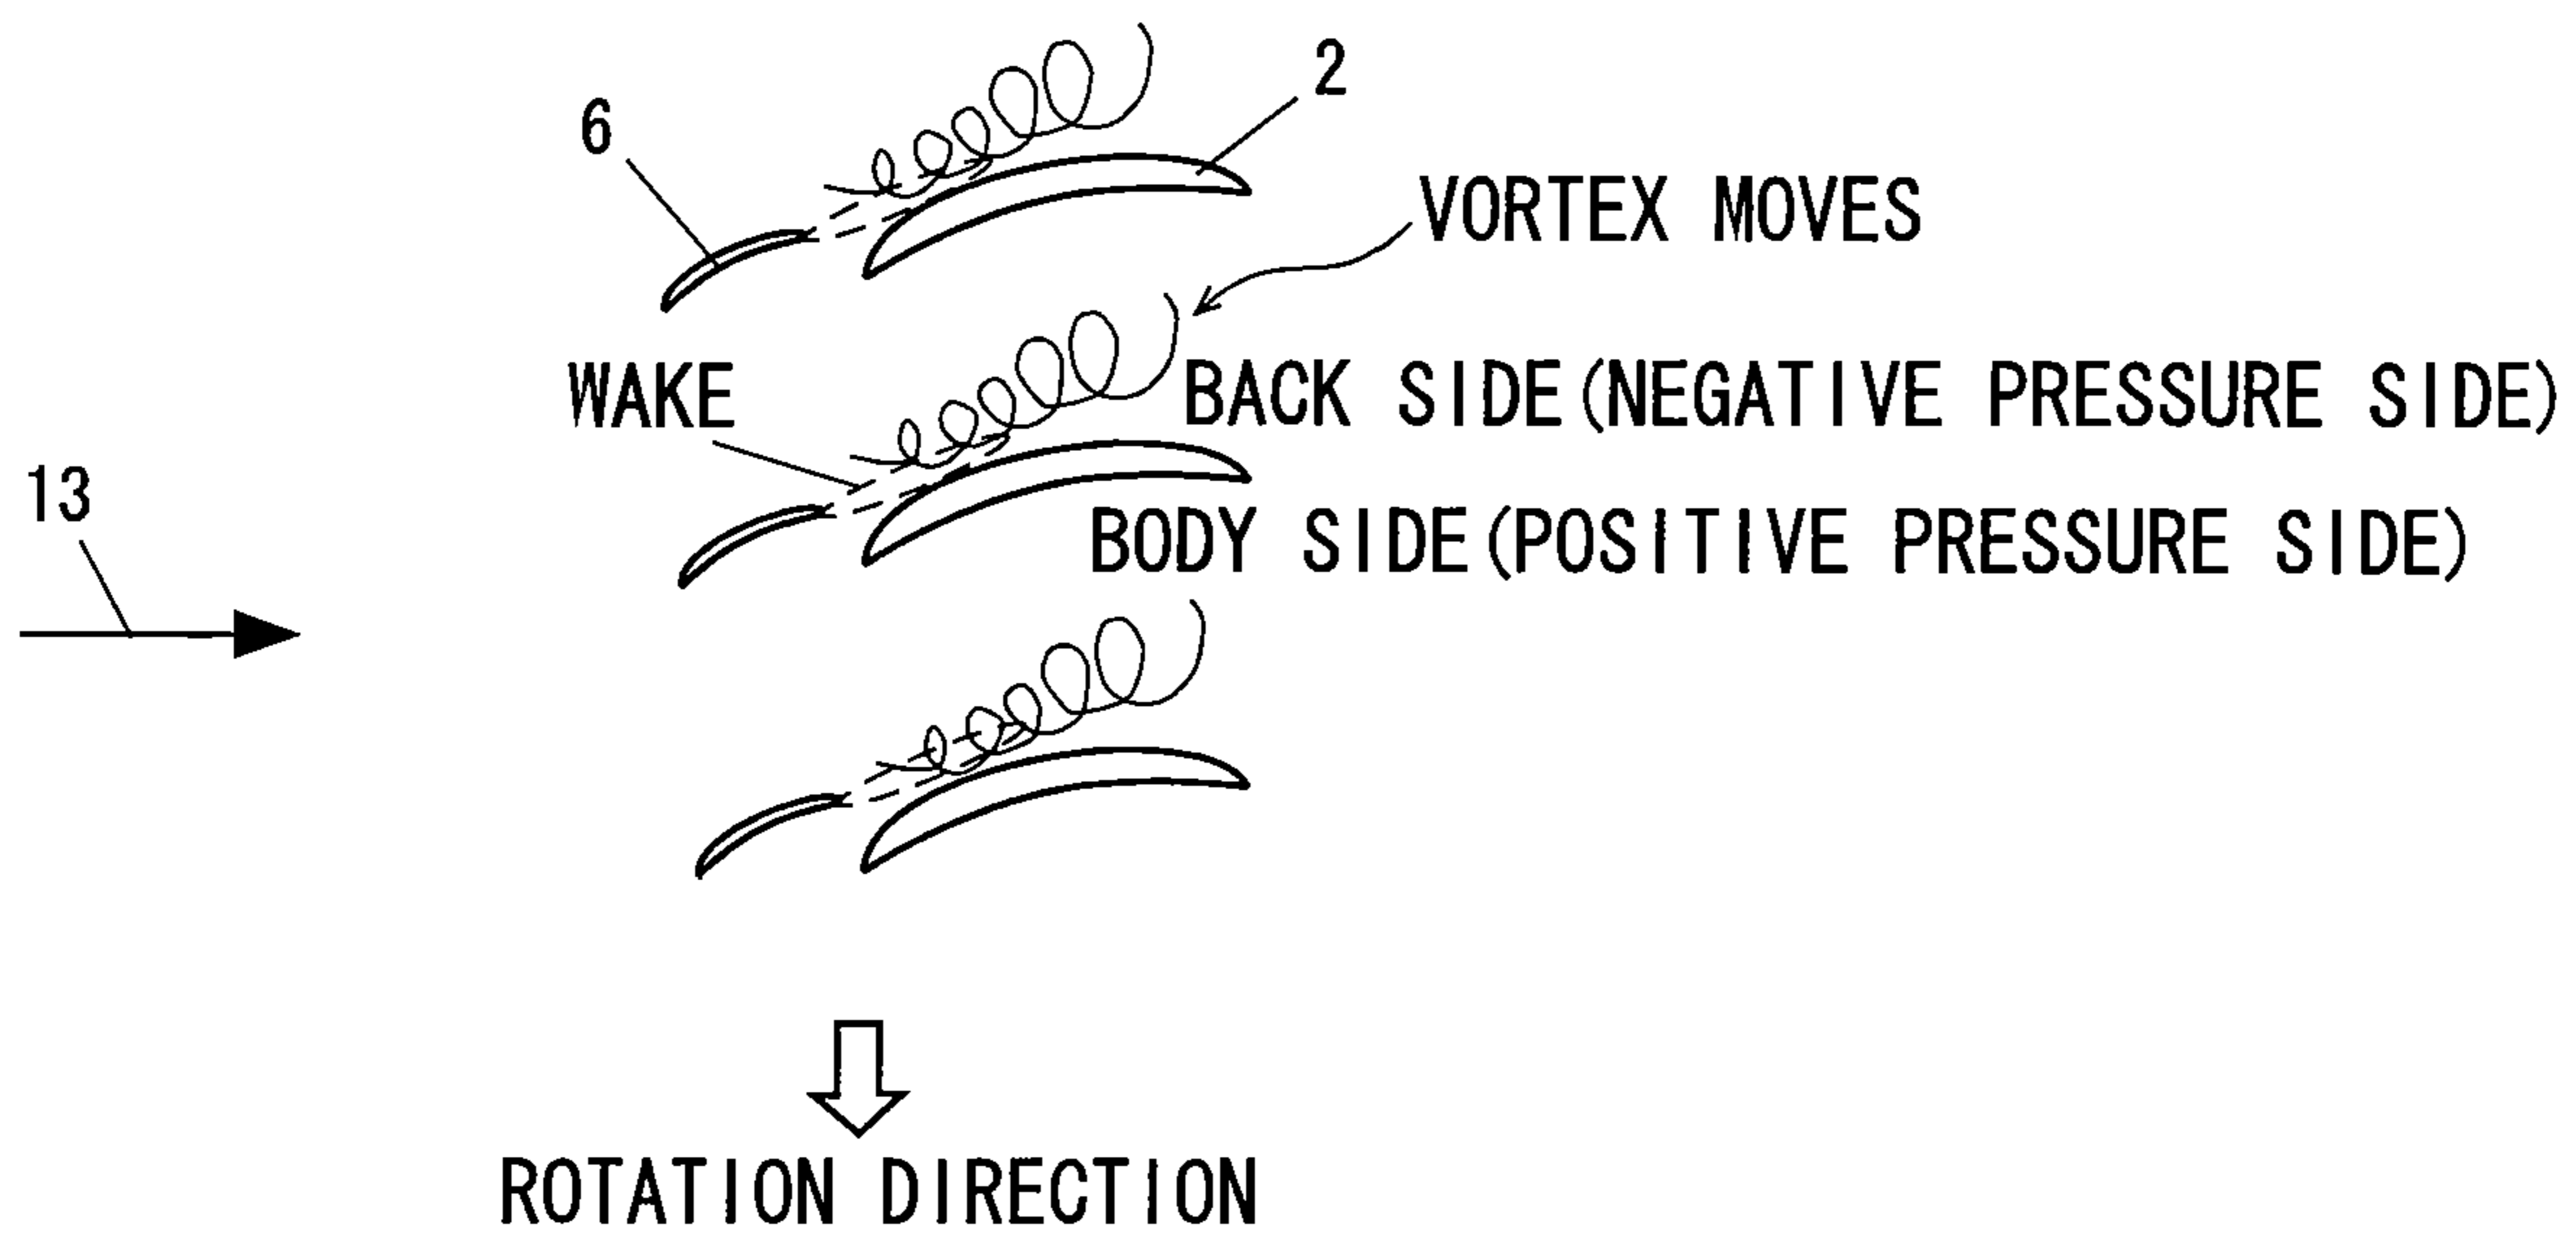 2
6
VORTEX MOVES
WAKE
BACK SIDE(NEGATIVE PRESSURE SIDE)
13
BODY SIDE(POSITIVE PRESSURE SIDE)
ROTATION DIRECTION